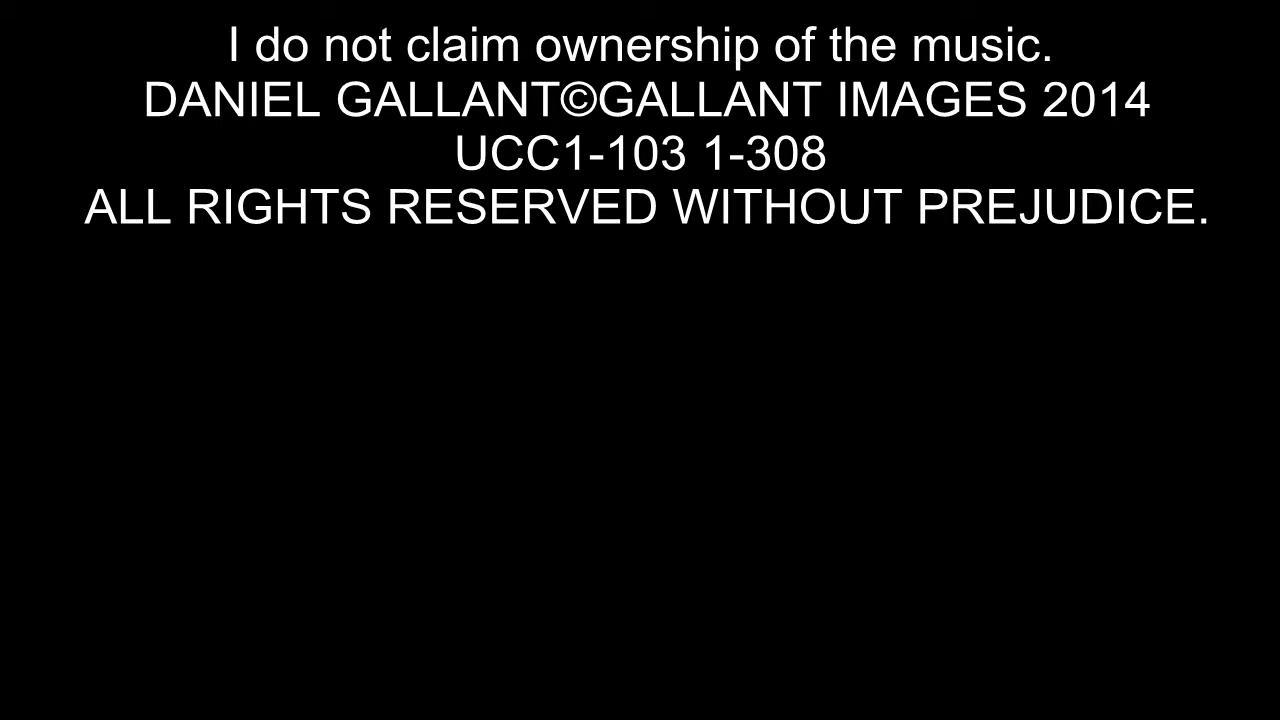 I do not claim ownership of the music.
DANIEL GALLANT©GALLANT IMAGES 2014
UCC1-103 1-308
ALL RIGHTS RESERVED WITHOUT PREJUDICE.